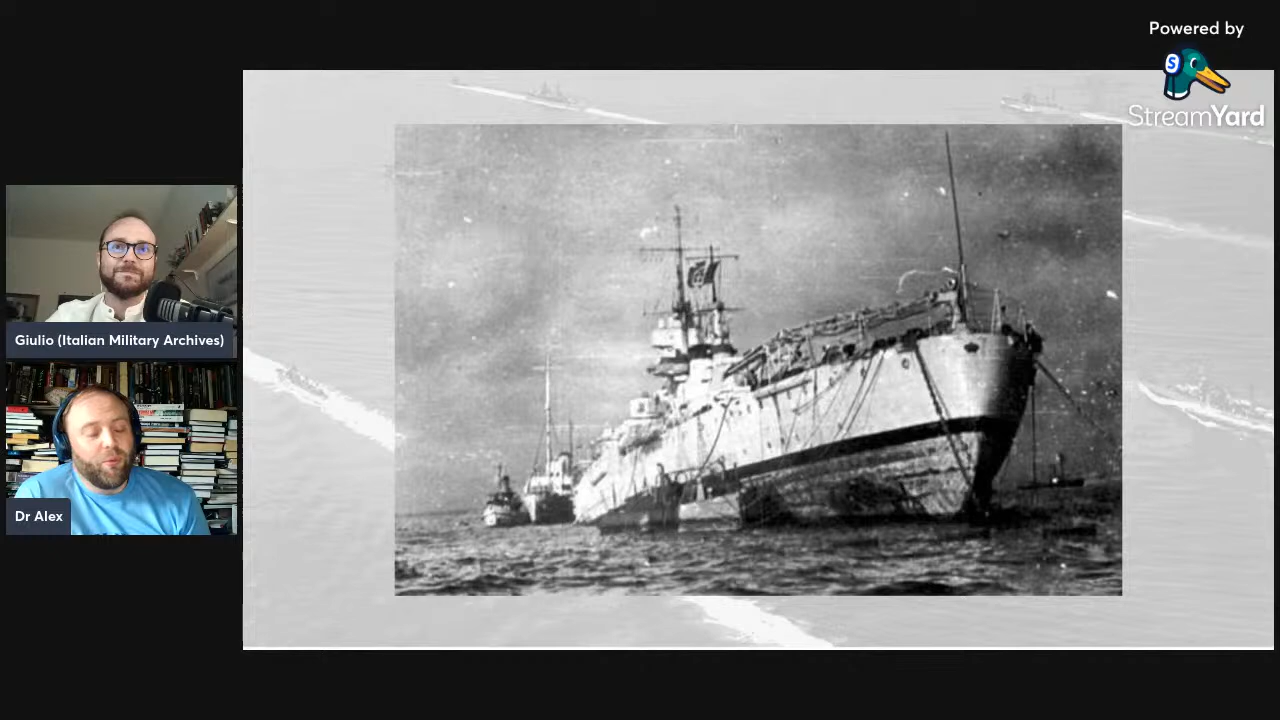 Powered by
S
StreamYard
Giulio (Italian Military Archives)
Dr Alex